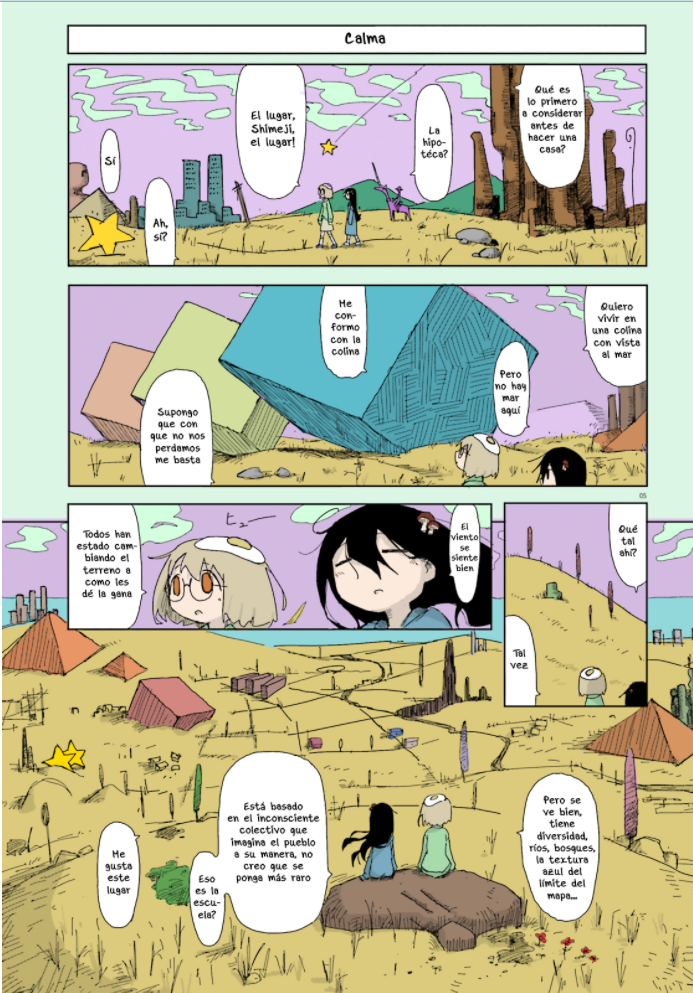 Calma
Qué es
lo primero
a considerar
antes de
hacer una
casa?
La
hipo-
téca?
El lugar,
Shimeji,
el lugar!
Ah,
sí?
Sí
Quiero
vivir en
una colina
con vista
al mar
Pero
no hay
mar
aquí
Me
con-
formo
con la
colina
Supongo
que con
que no nos
perdamos
me basta
05
Qué
tal
ahí?
Tal
vez
El
viento
se
siente
bien
Todos han
estado cam-
biando el
terreno a
como les
dé la gana
Pero se
ve bien,
tiene
diversidad,
ríos, bosques,
la textura
azul del
límite del
mapa...
Está basado
en el inconsciente
colectivo que
imagina el pueblo
a su manera, no
creo que se
ponga más raro
Eso
es la
escu-
ela?
Me
gusta
este
lugar